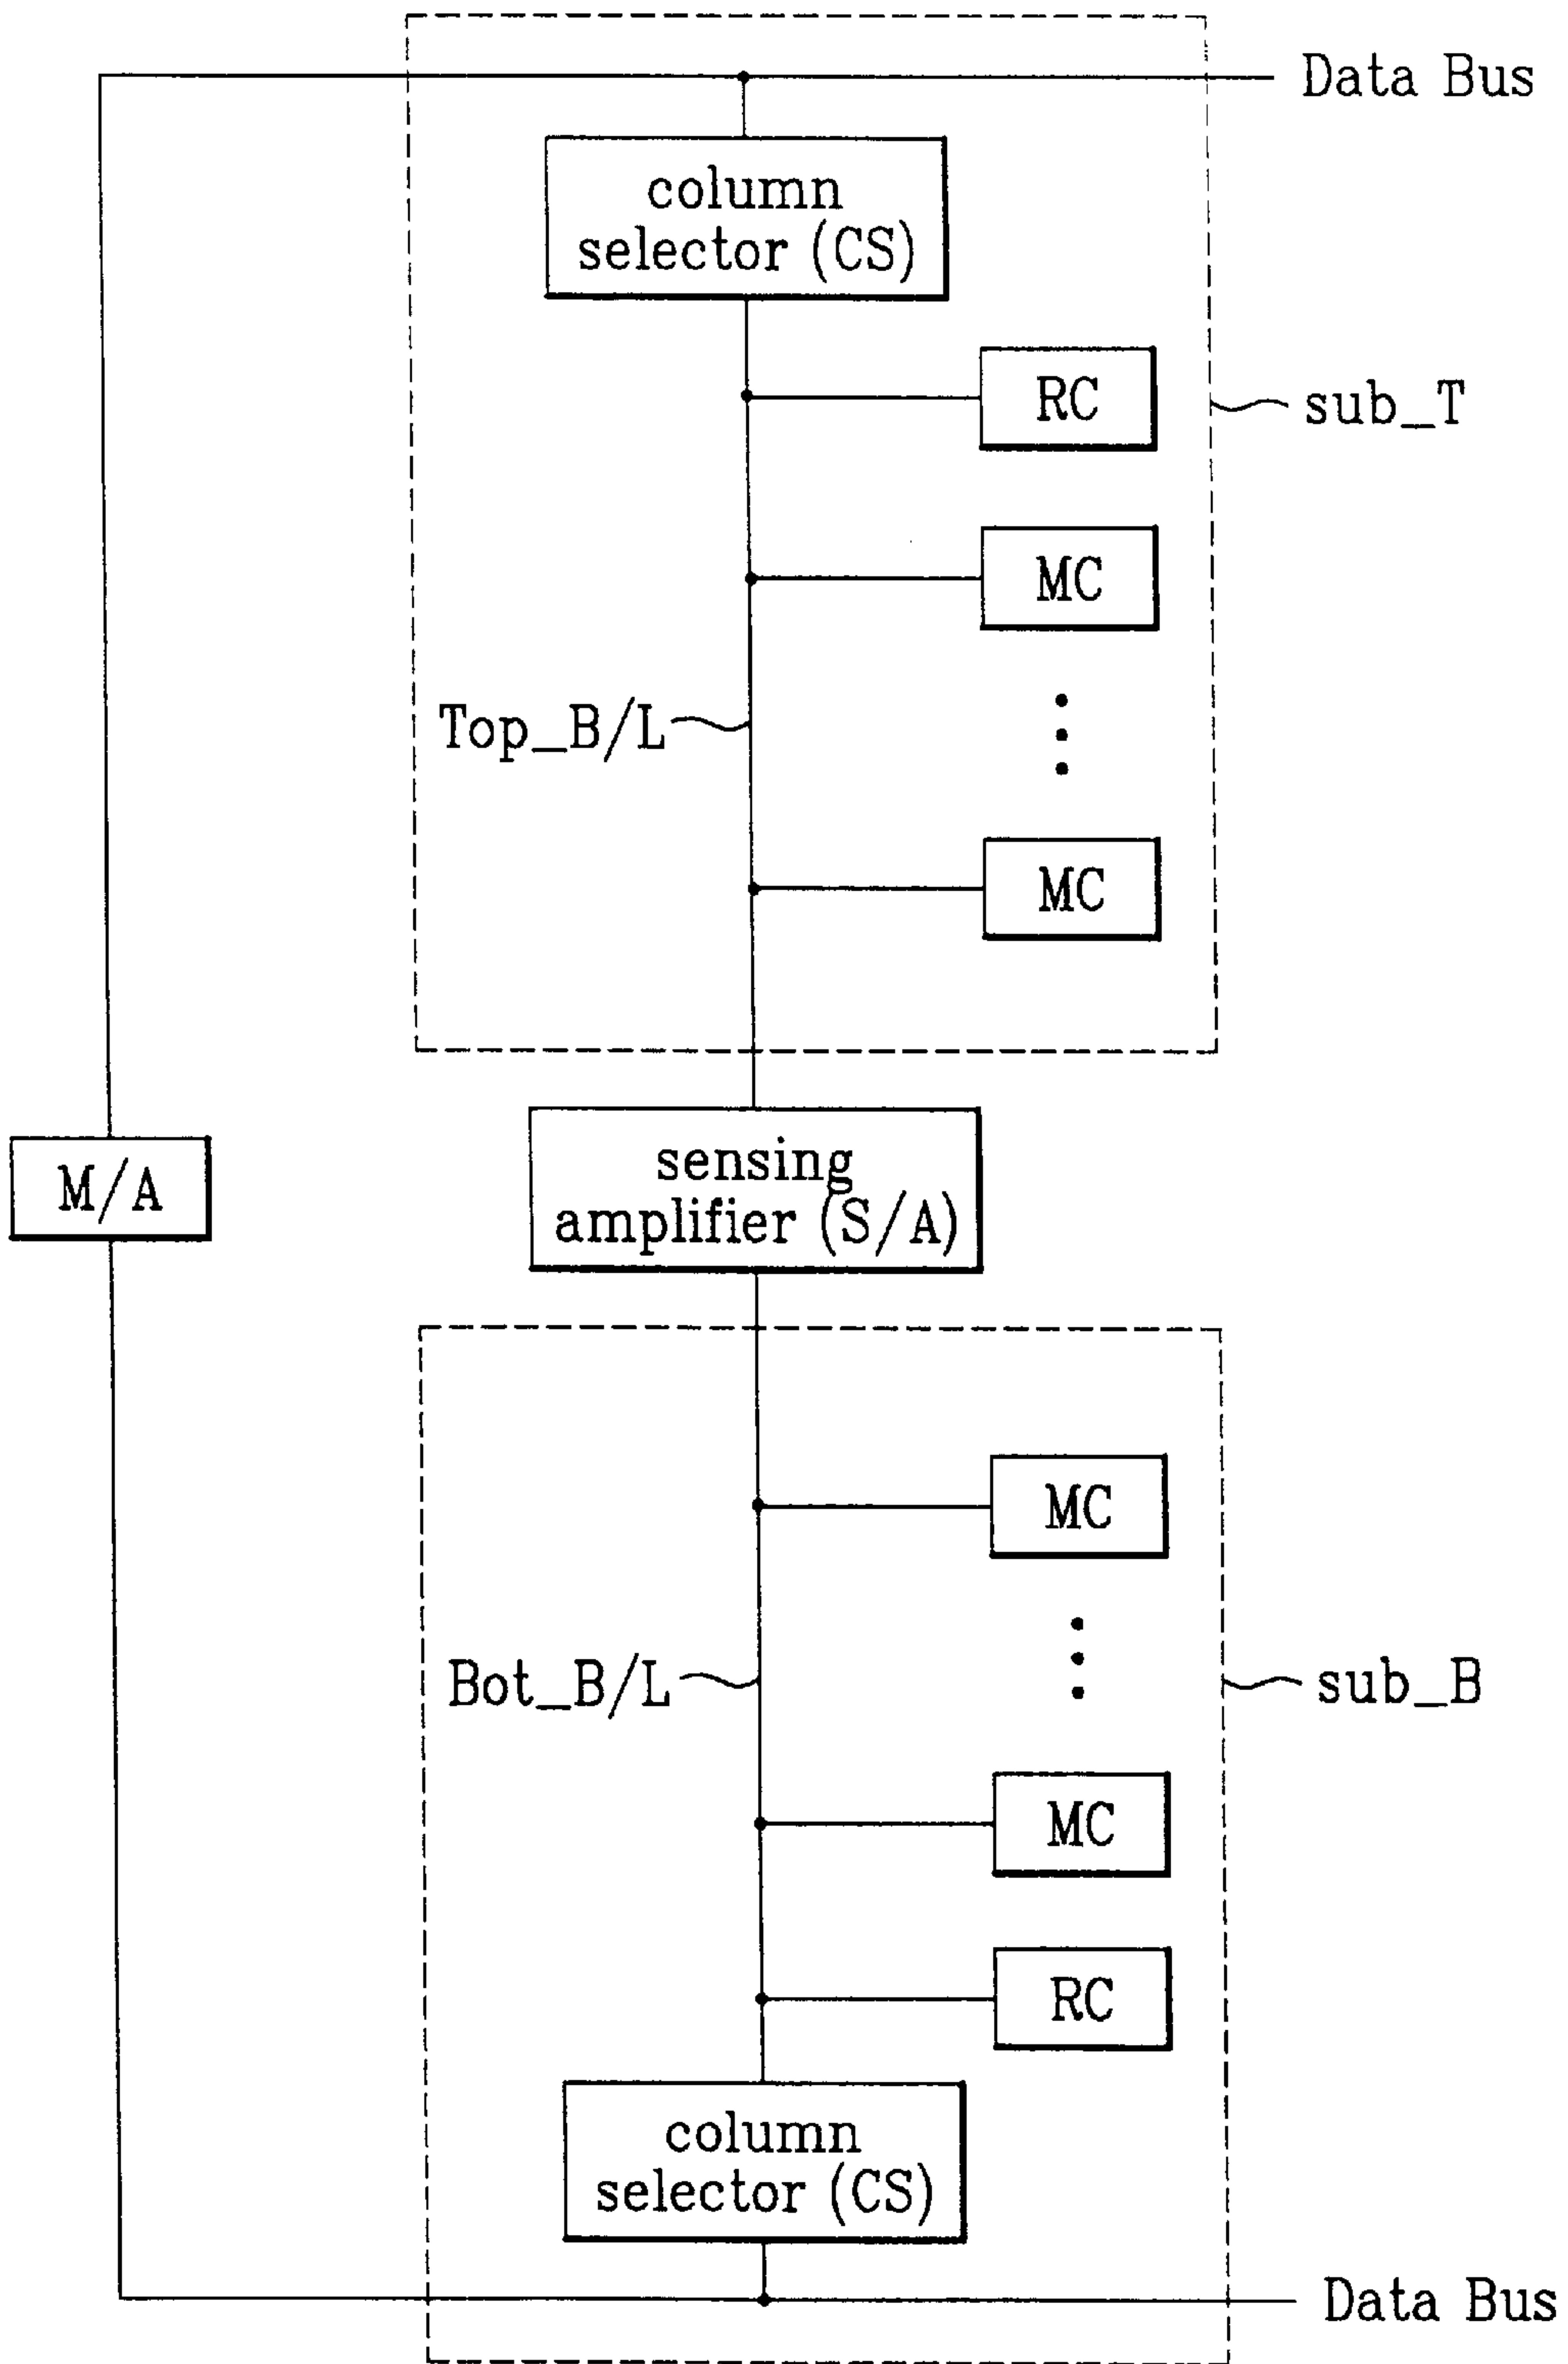 Data Bus
column
selector (CS)
RC
sub_T
MC
Top_B/L
MC
sensing
amplifier (S/A)
M/A
MC
Bot_B/L
sub_B
MC
RC
column
selector (CS)
Data Bus